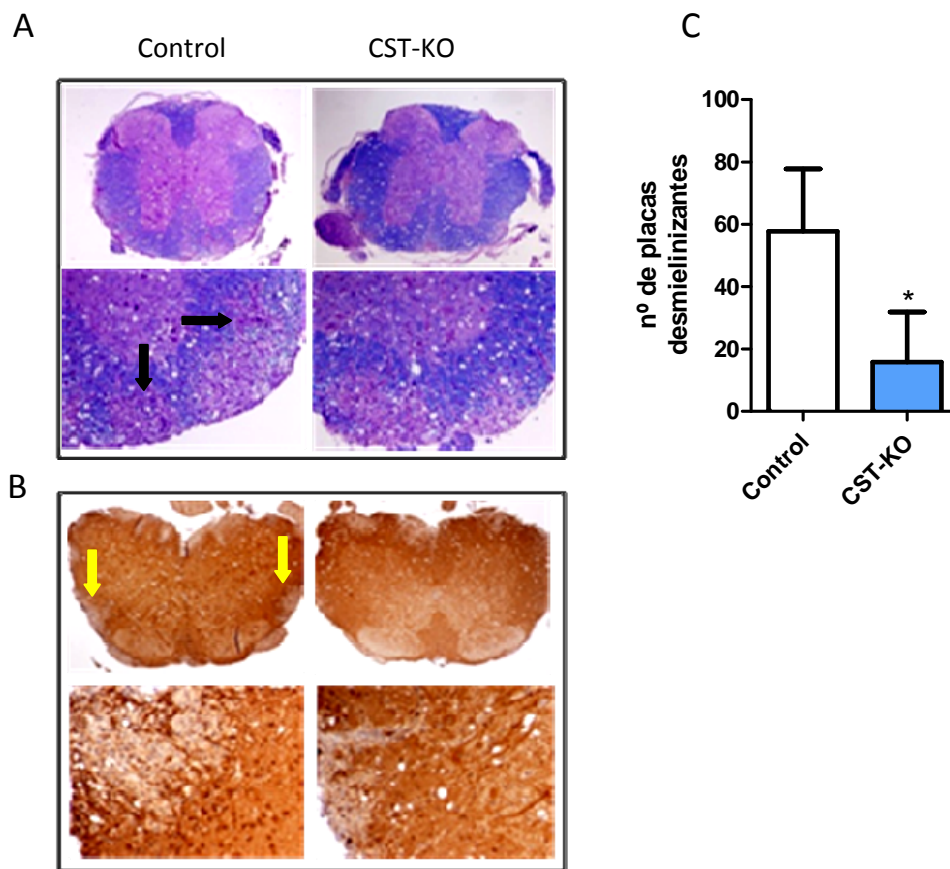 A
Control
CST-KO
B
C
nº de placas
desmielinizantes
100
80
60
40
20
0
*
Control
CST-KO